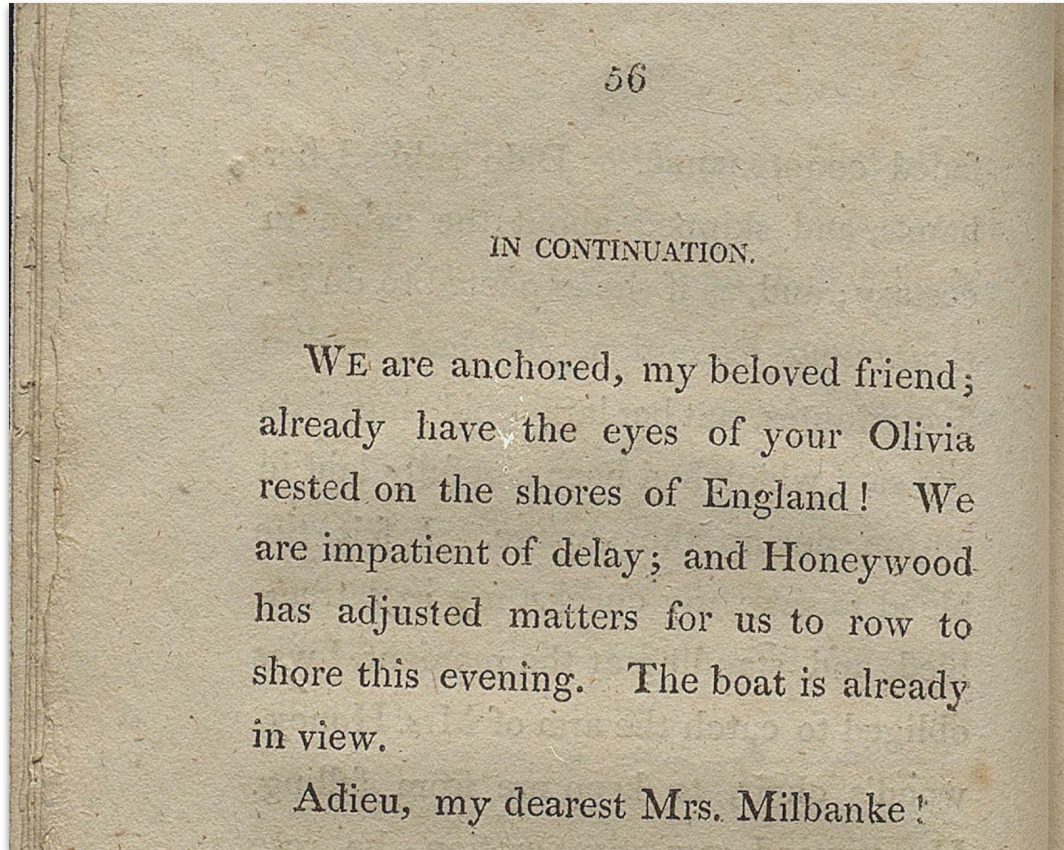 56
IN CONTINUATION.
WE are anchored, my beloved friend;
already have the eyes of your Olivia
rested on the shores of England! We
are impatient of delay; and Honeywood
has adjusted matters for us to row to
shore this evening. The boat is already
in view.
Adieu, my dearest Mrs. Milbanke!